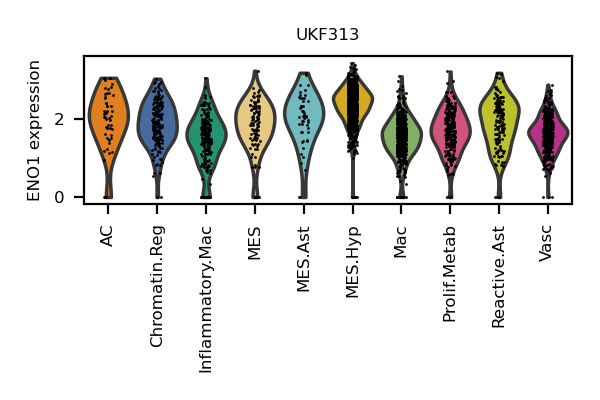 UKF313
ENO1 expression
2
0
AC
Chromatin.Reg
Inflammatory.Mac
MES
MES.Ast
MES.Hyp
Mac
Prolif.Metab
Reactive.Ast
Vasc